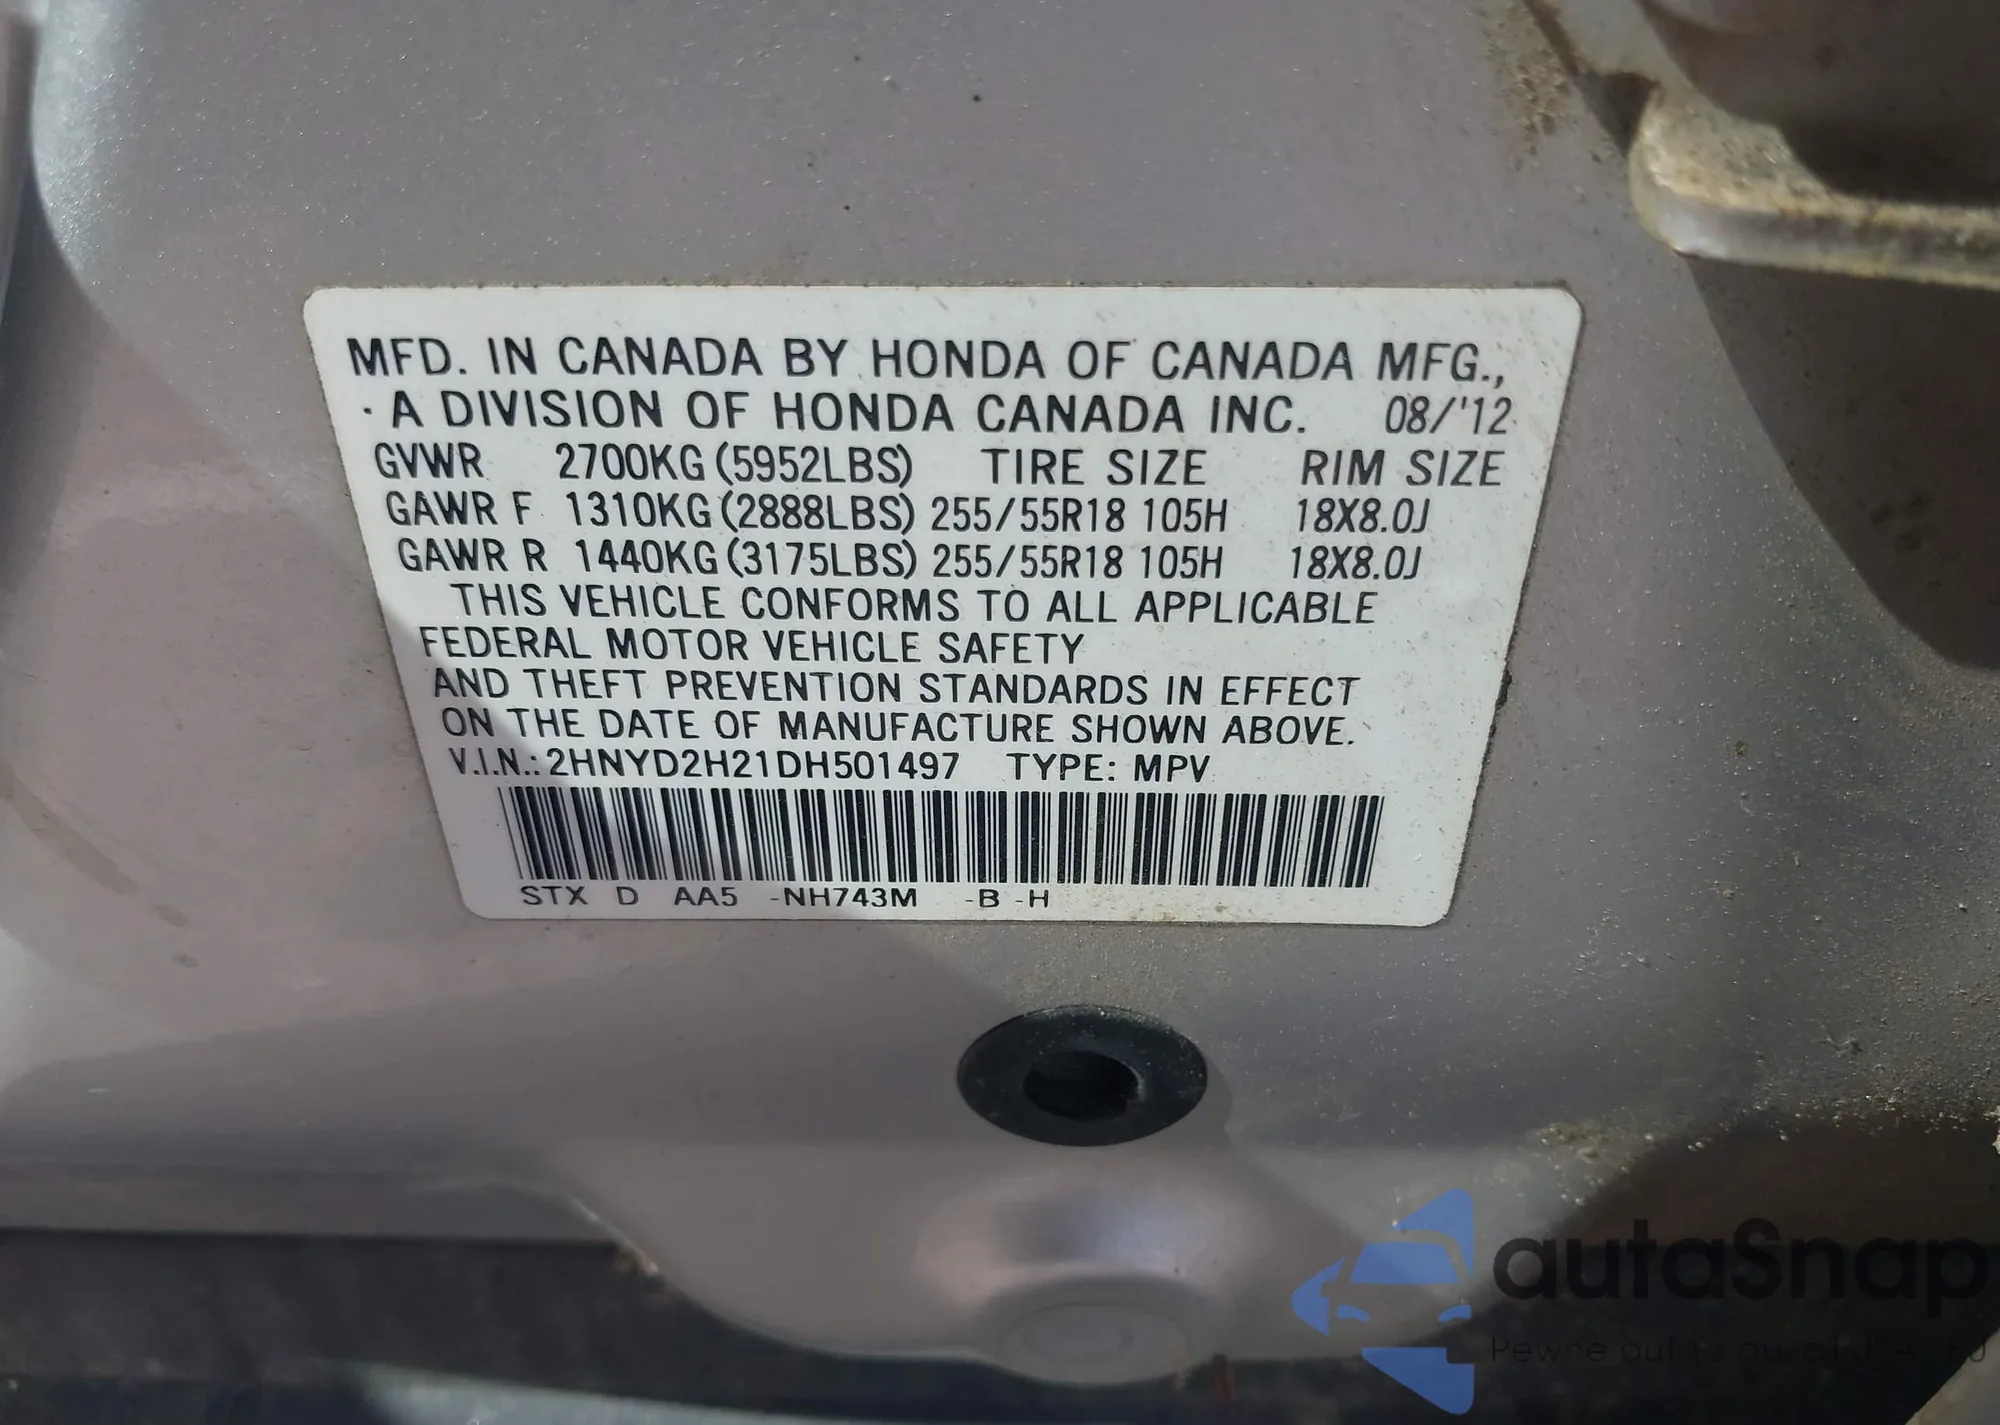 MFD. IN CANADA BY HONDA OF CANADA MFG.,
· A DIVISION OF HONDA CANADA INC. 08/'12
GVWR 2700KG (5952LBS) TIRE SIZE RIM SIZE
GAWR F 1310KG (2888LBS) 255/55R18 105H 18X8.0J
GAWR R 1440KG (3175LBS) 255/55R18 105H 18X8.0J
THIS VEHICLE CONFORMS TO ALL APPLICABLE
FEDERAL MOTOR VEHICLE SAFETY
AND THEFT PREVENTION STANDARDS IN EFFECT
ON THE DATE OF MANUFACTURE SHOWN ABOVE.
V.I.N.: 2HNYD2H21DH501497 TYPE: MPV
STX D AA5 -NH743M -B -H
autaSnap
Pewne auta z